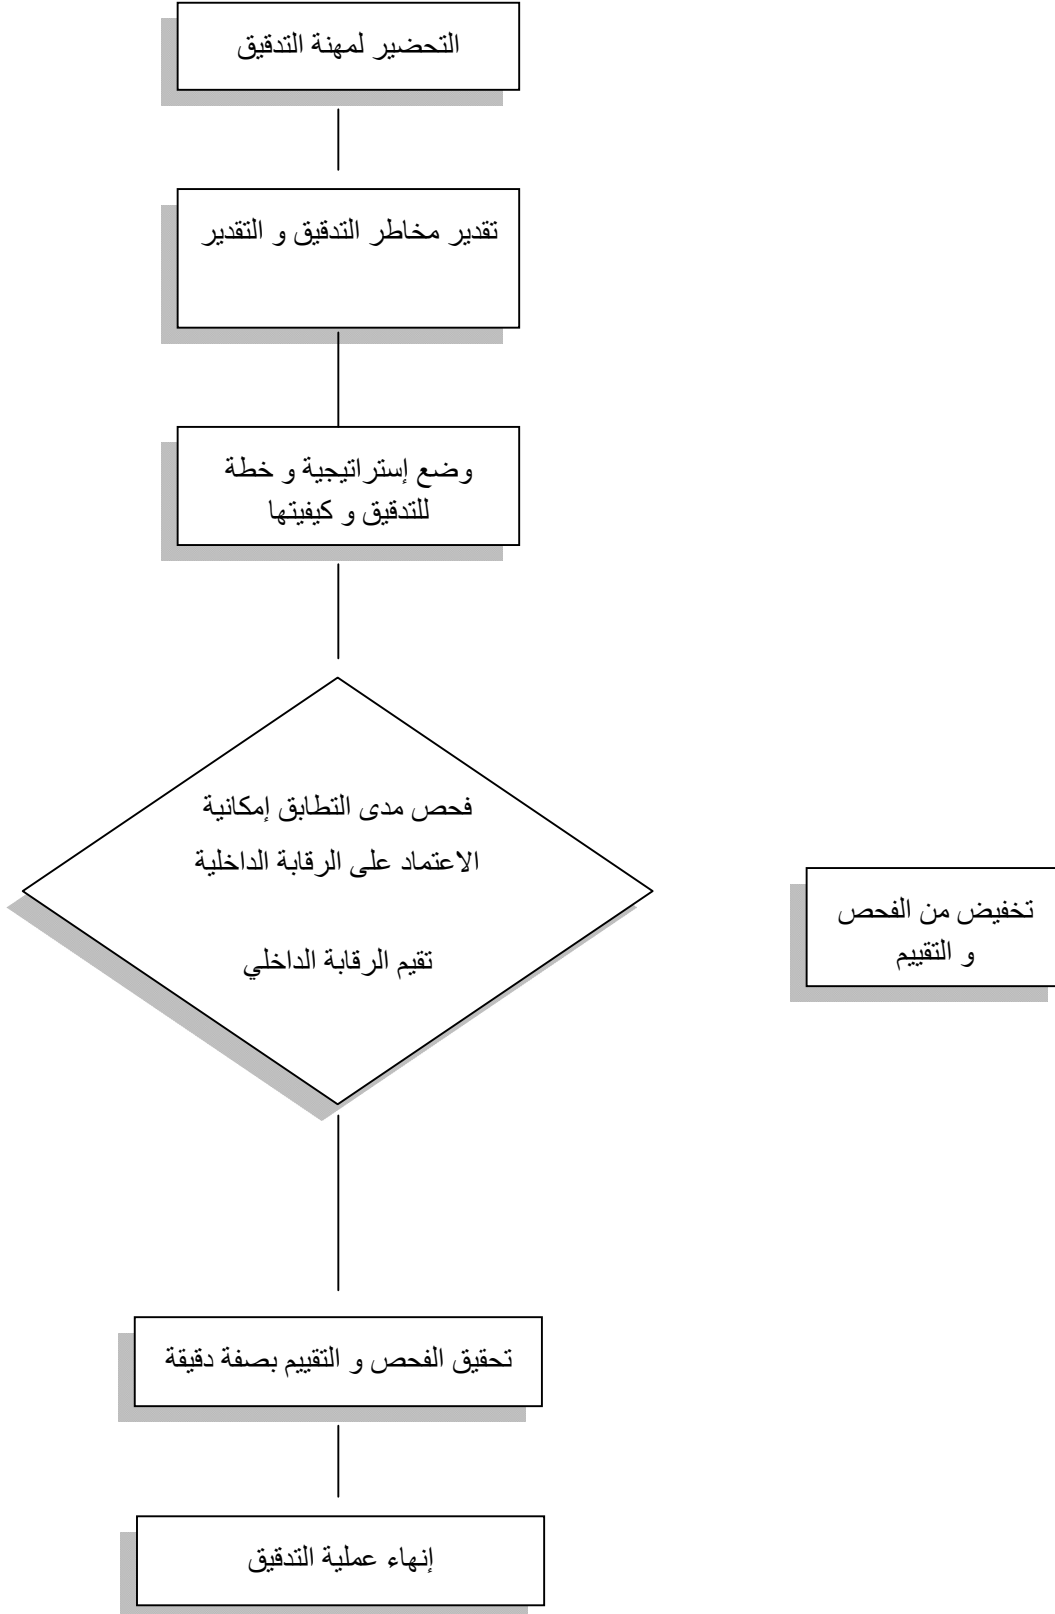 التحضير لمهنة التدقيق
تقدير مخاطر التدقيق و التقدير
وضع إستراتيجية و خطة
للتدقيق و كيفيتها
فحص مدى التطابق إمكانية
الاعتماد على الرقابة الداخلية
تقيم الرقابة الداخلي
تخفيض من الفحص
و التقييم
تحقيق الفحص و التقييم بصفة دقيقة
إنهاء عملية التدقيق